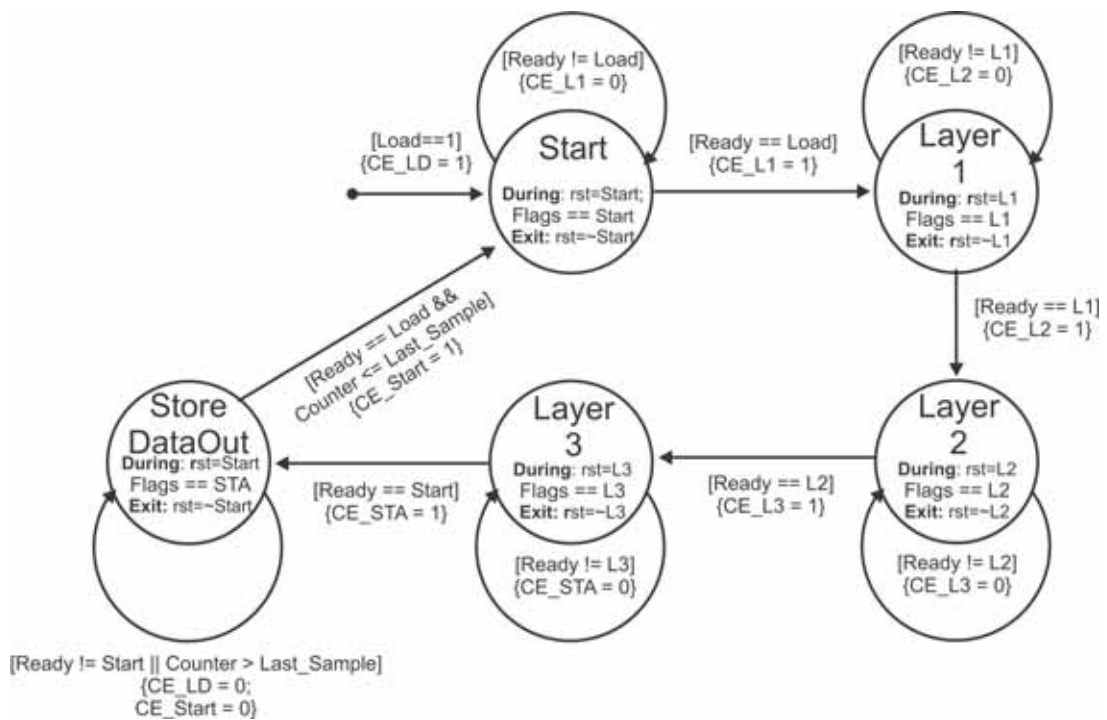 [Ready != Load]
{CE_L1 = 0}
[Ready != L1]
{CE_L2 = 0}
[Load==1]
{CE_LD = 1}
Start
During: rst=Start;
Flags == Start
Exit: rst=~Start
[Ready == Load]
{CE_L1 = 1}
Layer
1
During: rst=L1
Flags == L1
Exit: rst=~L1
[Ready == L1]
{CE_L2 = 1}
[Ready == Load &&
Counter <= Last_Sample]
{CE_Start = 1}
Store
DataOut
During: rst=Start
Flags == STA
Exit: rst=~Start
[Ready == Start]
{CE_STA = 1}
Layer
3
During: rst=L3
Flags == L3
Exit: rst=~L3
[Ready == L2]
{CE_L3 = 1}
Layer
2
During: rst=L2
Flags == L2
Exit: rst=~L2
[Ready != L3]
{CE_STA = 0}
[Ready != L2]
{CE_L3 = 0}
[Ready != Start || Counter > Last_Sample]
{CE_LD = 0;
CE_Start = 0}